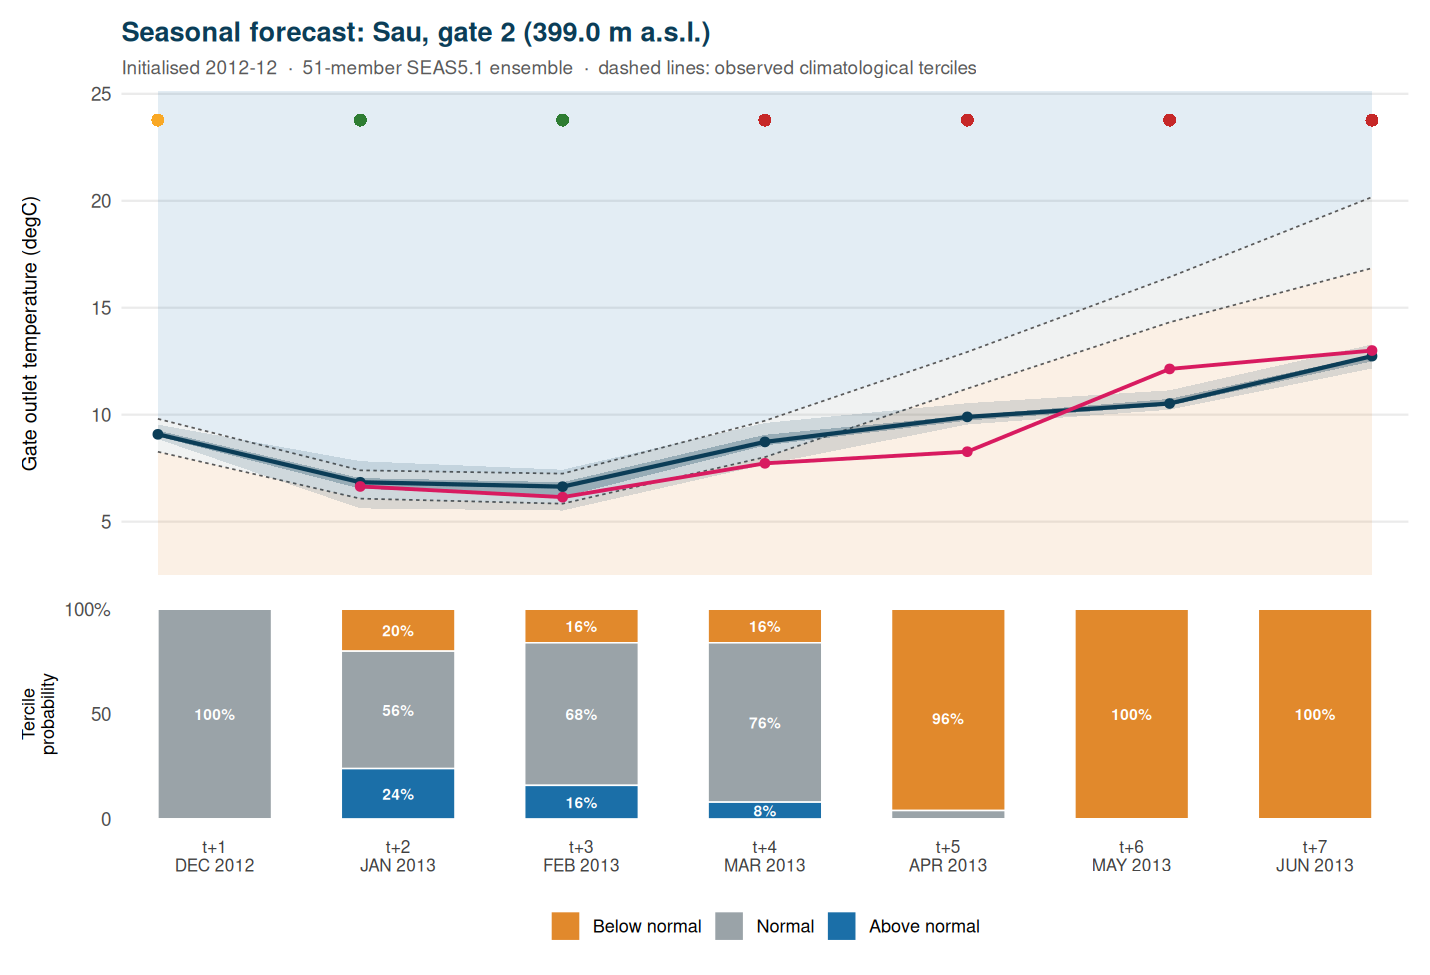 Seasonal forecast: Sau, gate 2 (399.0 m a.s.l.)
Initialised 2012-12 · 51-member SEAS5.1 ensemble · dashed lines: observed climatological terciles
Gate outlet temperature (degC)
25
20
15
10
5
Tercile
probability
100%
50
0
100%
20%
56%
24%
16%
68%
16%
16%
76%
8%
96%
100%
100%
t+1
DEC 2012
t+2
JAN 2013
t+3
FEB 2013
t+4
MAR 2013
t+5
APR 2013
t+6
MAY 2013
t+7
JUN 2013
Below normal
Normal
Above normal